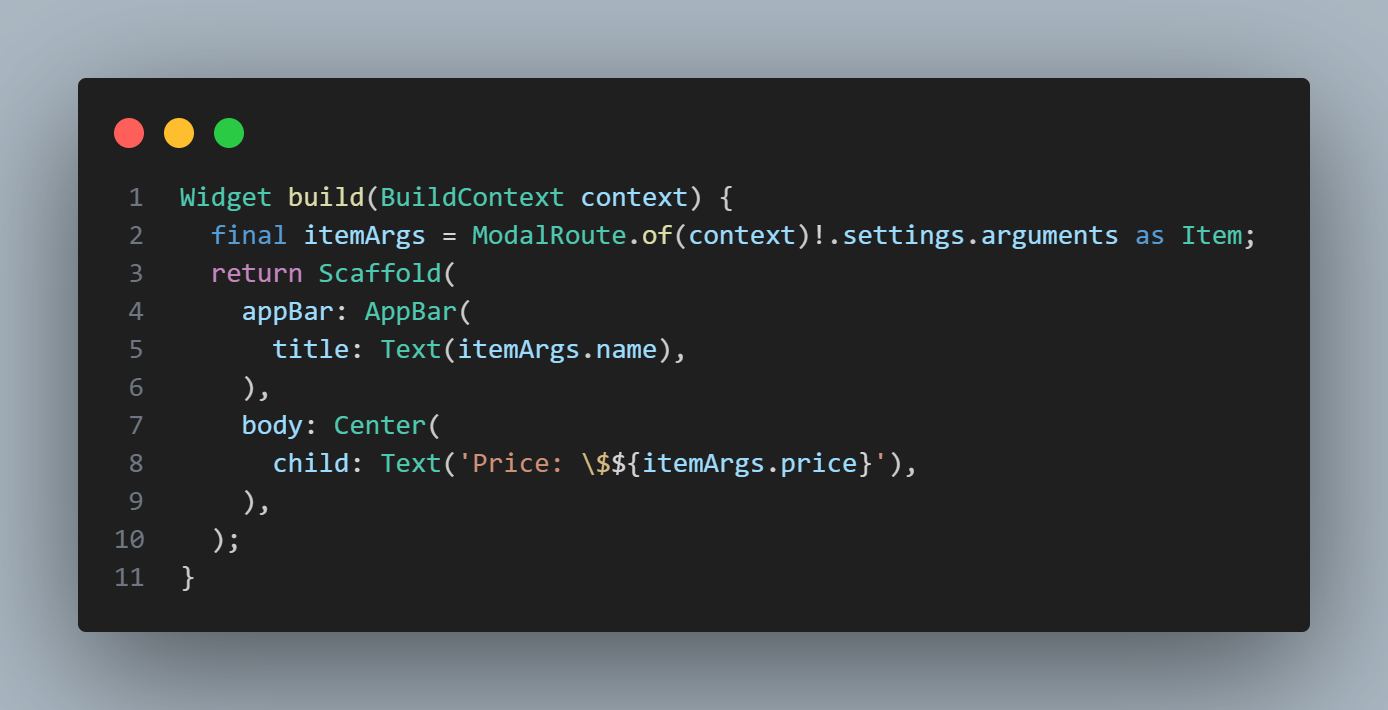 1 Widget build(BuildContext context) {
2   final itemArgs = ModalRoute.of(context)!.settings.arguments as Item;
3   return Scaffold(
4     appBar: AppBar(
5       title: Text(itemArgs.name),
6     ),
7     body: Center(
8       child: Text('Price: \$${itemArgs.price}'),
9     ),
10   );
11 }